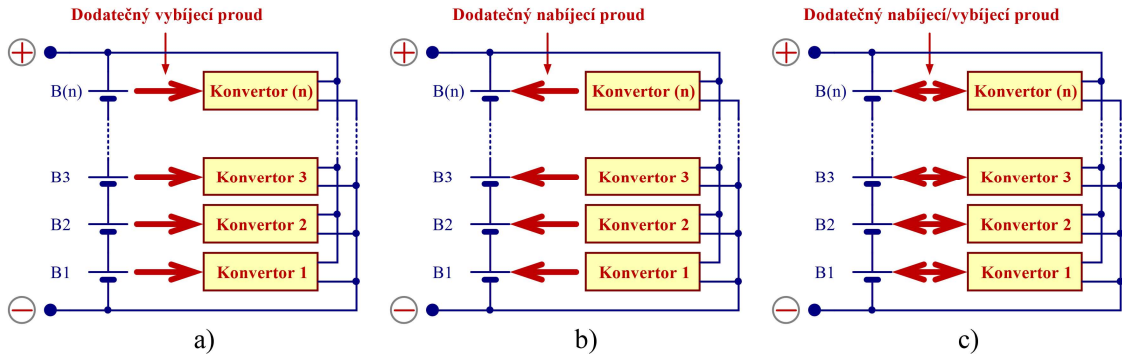 Dodatečný vybíjecí proud
+
B(n)
Konvertor (n)
B3
Konvertor 3
B2
Konvertor 2
B1
Konvertor 1
−
a)
Dodatečný nabíjecí proud
+
B(n)
Konvertor (n)
B3
Konvertor 3
B2
Konvertor 2
B1
Konvertor 1
−
b)
Dodatečný nabíjecí/vybíjecí proud
+
B(n)
Konvertor (n)
B3
Konvertor 3
B2
Konvertor 2
B1
Konvertor 1
−
c)